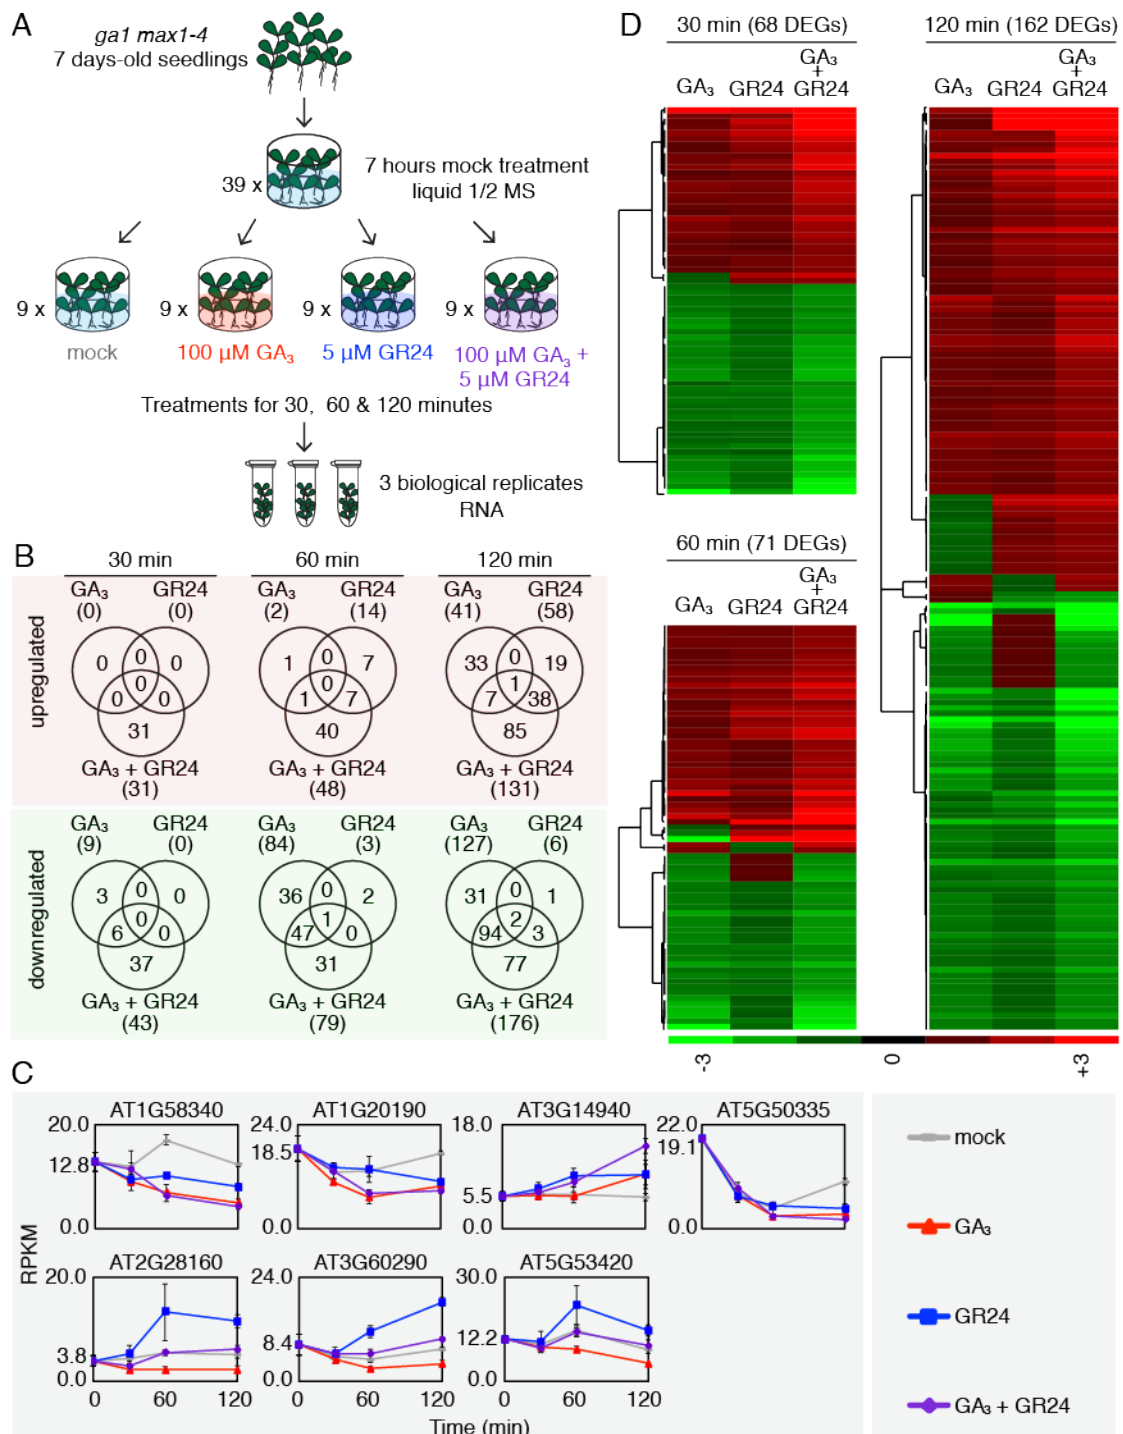 A
ga1 max1-4
7 days-old seedlings
39 x
7 hours mock treatment
liquid 1/2 MS
9 x
9 x
9 x
9 x
mock
100 µM GA₃
5 µM GR24
100 µM GA₃ +
5 µM GR24
Treatments for 30, 60 & 120 minutes
3 biological replicates
RNA
B
30 min
60 min
120 min
upregulated
GA₃
(0)
GR24
(0)
0
0
0
0
0
0
31
GA₃ + GR24
(31)
GA₃
(2)
GR24
(14)
1
0
7
0
1
7
40
GA₃ + GR24
(48)
GA₃
(41)
GR24
(58)
33
0
19
1
7
38
85
GA₃ + GR24
(131)
downregulated
GA₃
(9)
GR24
(0)
3
0
0
0
6
0
37
GA₃ + GR24
(43)
GA₃
(84)
GR24
(3)
36
0
2
1
47
0
31
GA₃ + GR24
(79)
GA₃
(127)
GR24
(6)
31
0
1
2
94
3
77
GA₃ + GR24
(176)
C
RPKM
AT1G58340
20.0
12.8
0.0
AT1G20190
24.0
18.5
0.0
AT3G14940
18.0
5.5
0.0
AT5G50335
22.0
19.1
0.0
AT2G28160
20.0
3.8
0.0
0 60 120
AT3G60290
24.0
8.4
0.0
0 60 120
AT5G53420
30.0
12.2
0.0
0 60 120
Time (min)
mock
GA₃
GR24
GA₃ + GR24
D
30 min (68 DEGs)
GA₃
GR24
GA₃
+
GR24
60 min (71 DEGs)
GA₃
GR24
GA₃
+
GR24
120 min (162 DEGs)
GA₃
GR24
GA₃
+
GR24
-3
0
+3